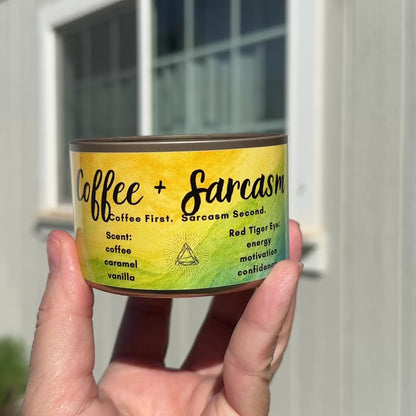 Coffee + Sarcasm
Coffee First. Sarcasm Second.
Scent:
coffee
caramel
vanilla
Red Tiger Eye:
energy
motivation
confidence